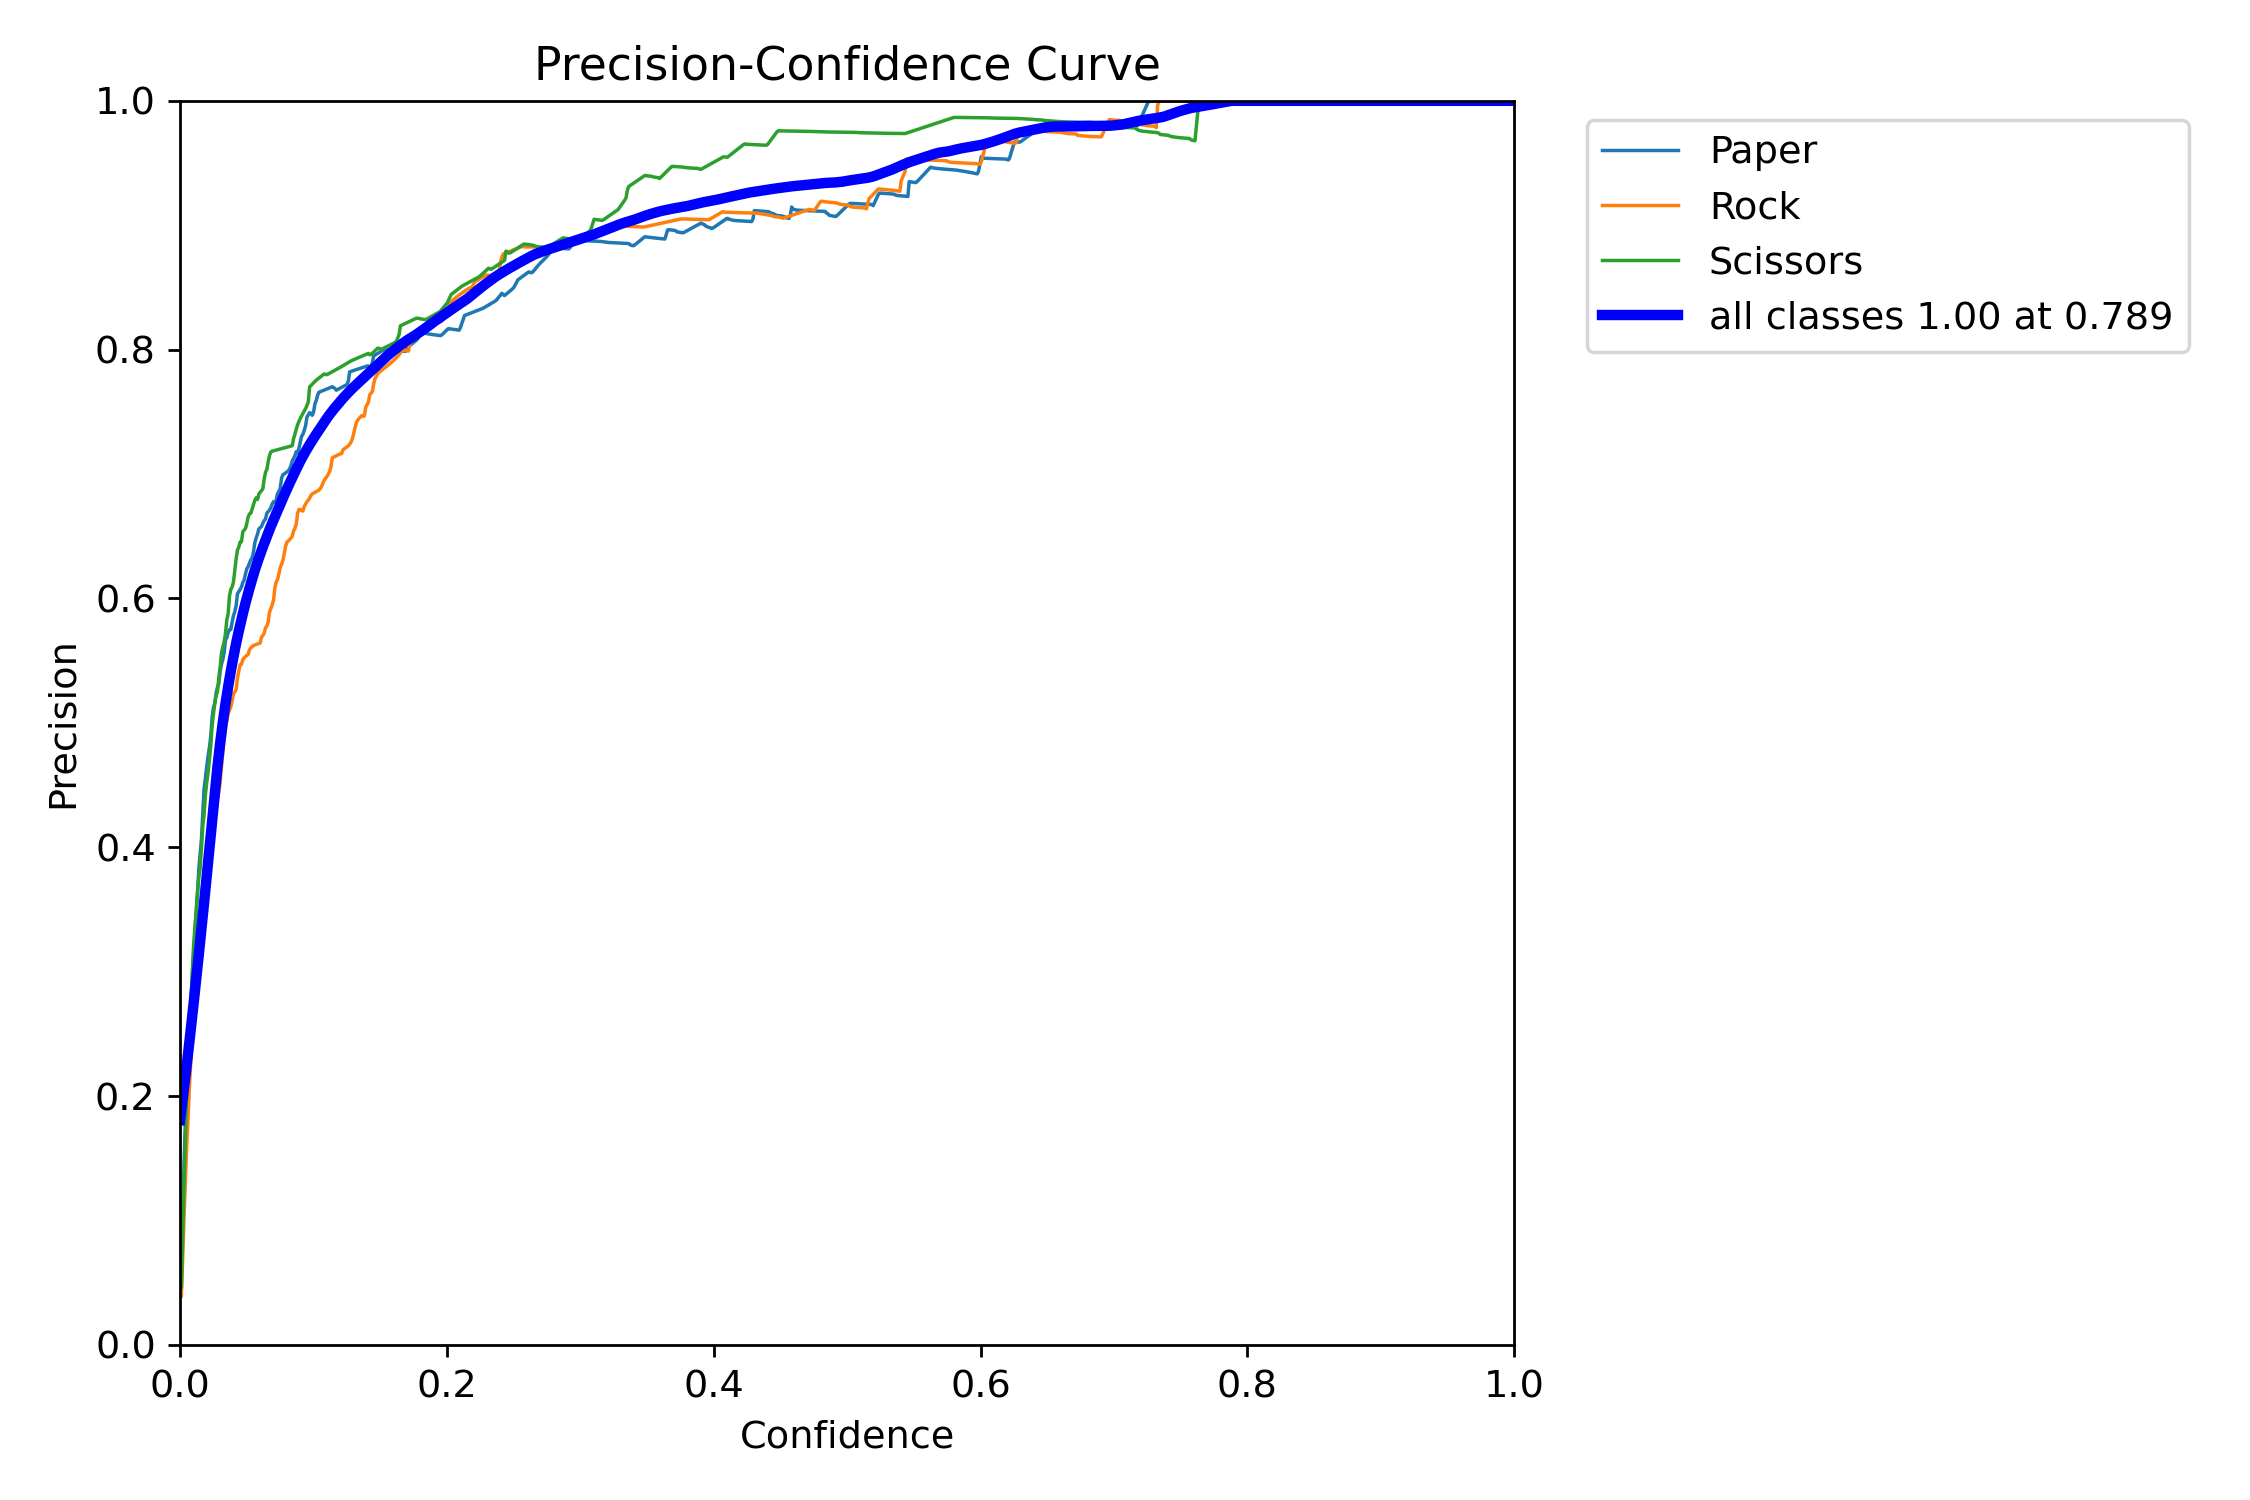 Precision-Confidence Curve
1.0
0.8
0.6
0.4
0.2
0.0
Precision
0.0 0.2 0.4 0.6 0.8 1.0
Confidence
Paper
Rock
Scissors
all classes 1.00 at 0.789